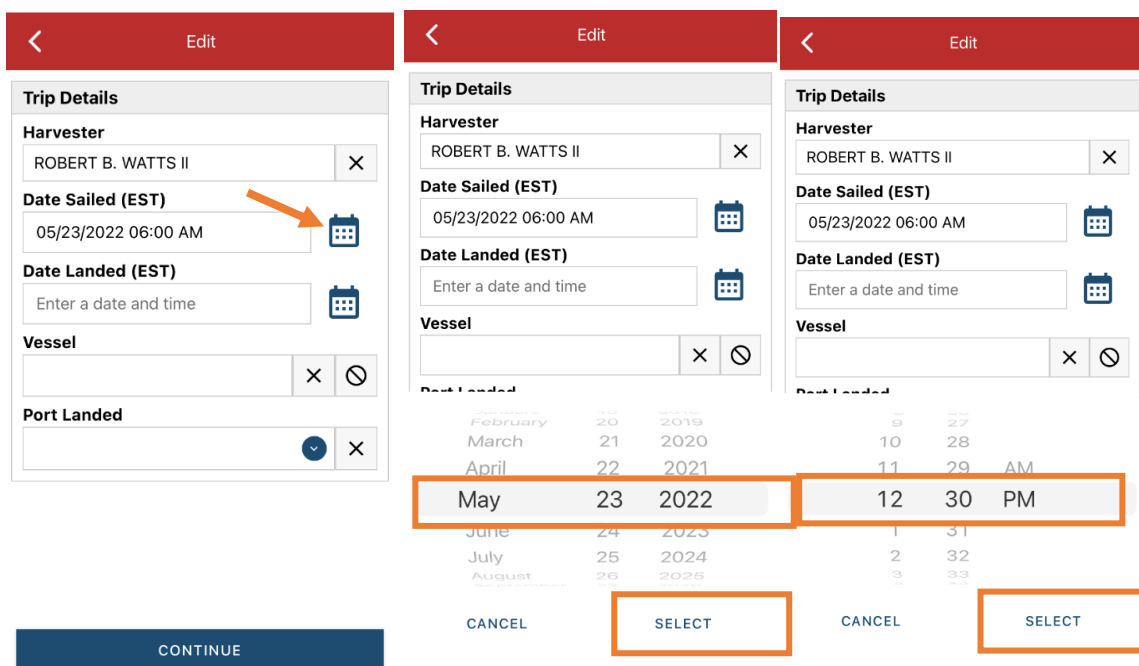 Edit
Trip Details
Harvester
ROBERT B. WATTS II
Date Sailed (EST)
05/23/2022 06:00 AM
Date Landed (EST)
Enter a date and time
Vessel
Port Landed
CONTINUE
Edit
Trip Details
Harvester
ROBERT B. WATTS II
Date Sailed (EST)
05/23/2022 06:00 AM
Date Landed (EST)
Enter a date and time
Vessel
Port Landed
February 20 2019
March 21 2020
April 22 2021
May 23 2022
June 24 2023
July 25 2024
August 26 2025
CANCEL SELECT
Edit
Trip Details
Harvester
ROBERT B. WATTS II
Date Sailed (EST)
05/23/2022 06:00 AM
Date Landed (EST)
Enter a date and time
Vessel
Port Landed
9 27
10 28
11 29 AM
12 30 PM
1 31
2 32
3 33
CANCEL SELECT